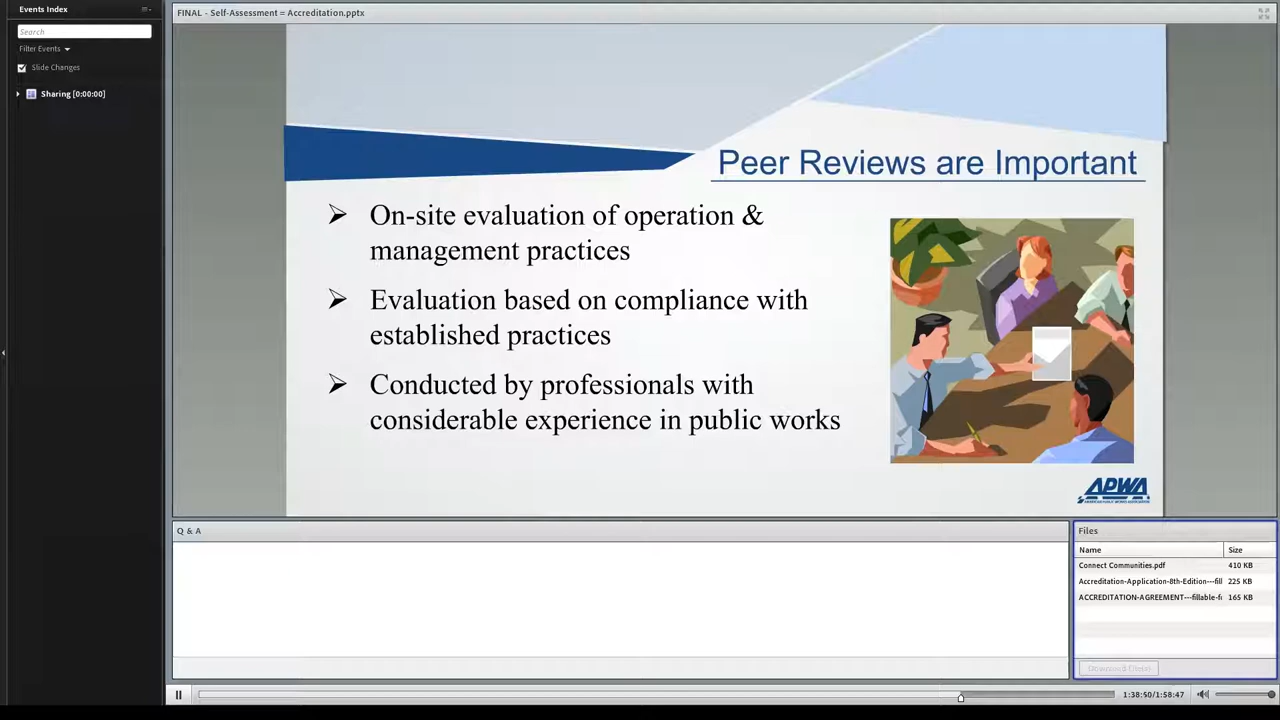 Events Index
Search
Filter Events
Slide Changes
Sharing [0:00:00]
FINAL - Self-Assessment = Accreditation.pptx
Peer Reviews are Important
On-site evaluation of operation &
management practices
Evaluation based on compliance with
established practices
Conducted by professionals with
considerable experience in public works
APWA
Q & A
Files
Name Size
Connect Communities.pdf 410 KB
Accreditation-Application-8th-Edition---fill 225 KB
ACCREDITATION-AGREEMENT---fillable-f 165 KB
Download File(s)
1:38:50/1:58:47